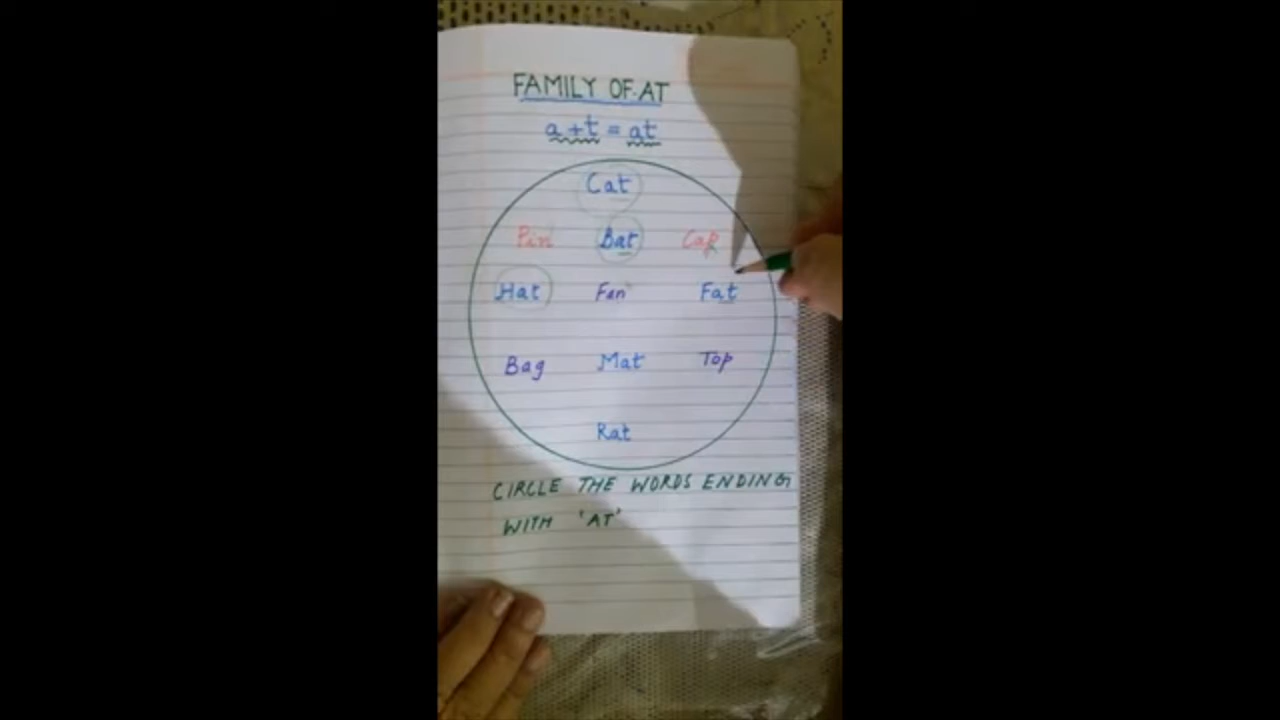 FAMILY OF AT
a + t = at
Cat
Pin Bat Cap
Hat Fan Fat
Bag Mat Top
Rat
CIRCLE THE WORDS ENDING
WITH 'AT'